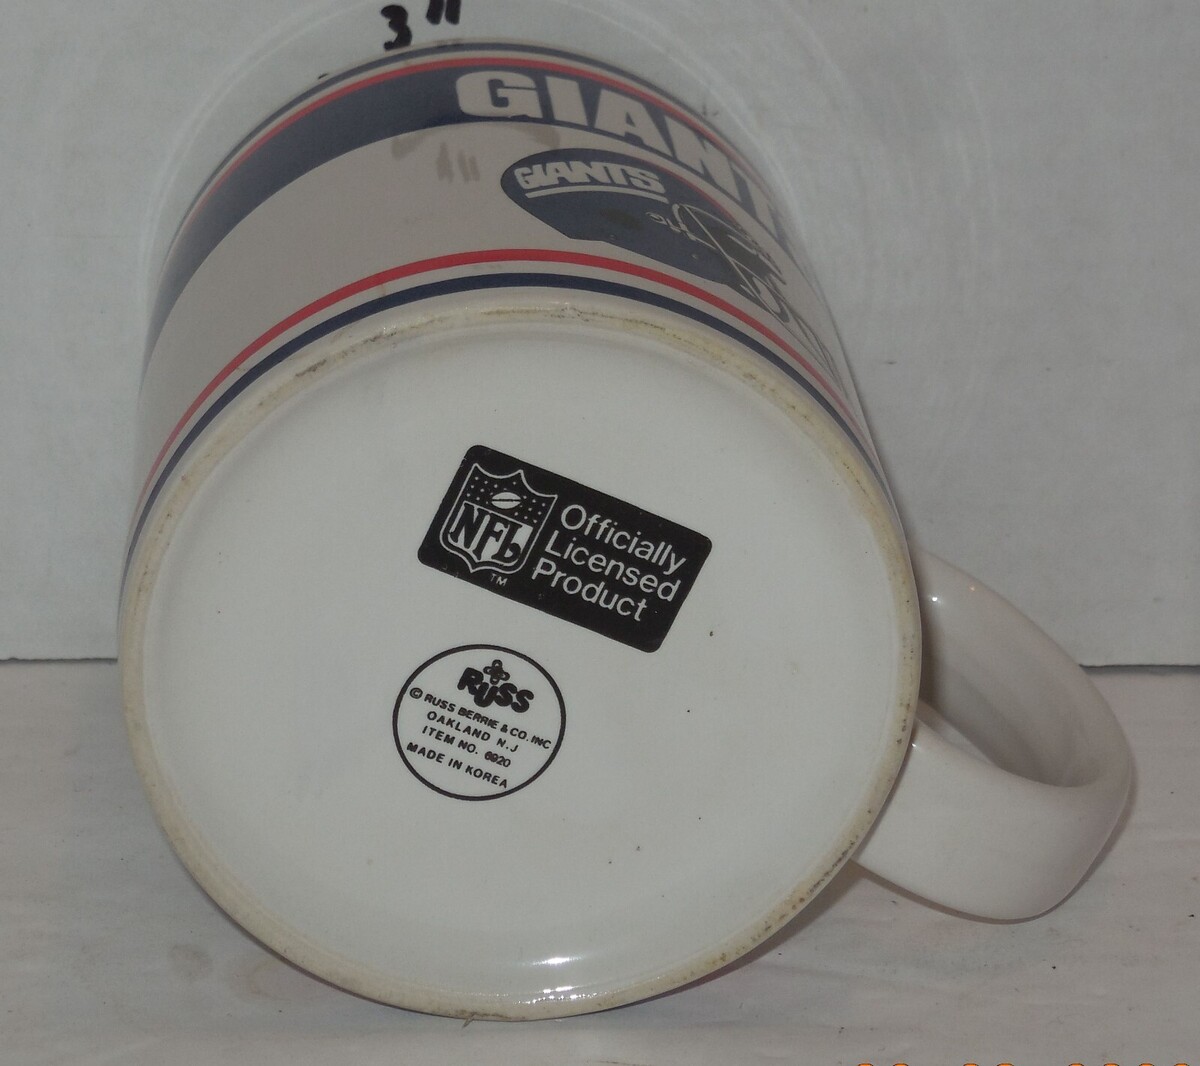 3"
GIANT
GIANTS
NFL
TM
Officially
Licensed
Product
RUSS
© RUSS BERRIE & CO. INC
OAKLAND N.J
ITEM NO. 6920
MADE IN KOREA